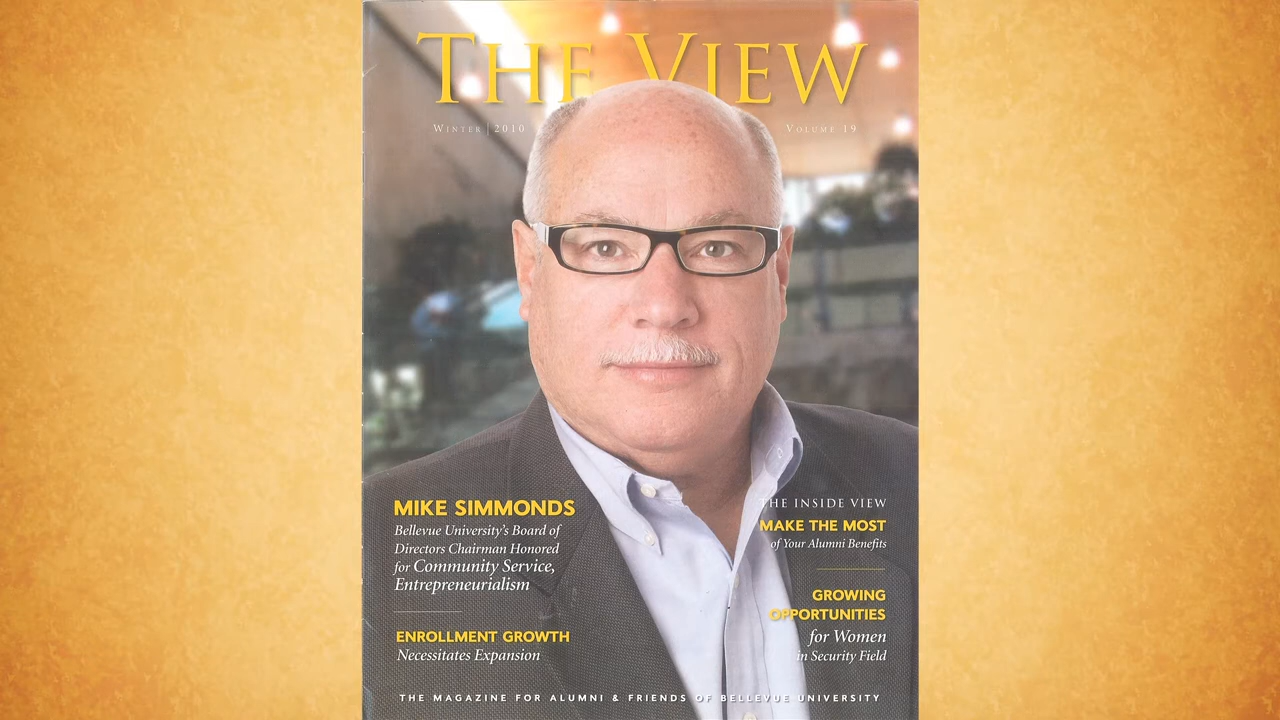 THE VIEW
WINTER | 2010
VOLUME 19
MIKE SIMMONDS
Bellevue University's Board of
Directors Chairman Honored
for Community Service,
Entrepreneurialism
ENROLLMENT GROWTH
Necessitates Expansion
THE INSIDE VIEW
MAKE THE MOST
of Your Alumni Benefits
GROWING
OPPORTUNITIES
for Women
in Security Field
THE MAGAZINE FOR ALUMNI & FRIENDS OF BELLEVUE UNIVERSITY